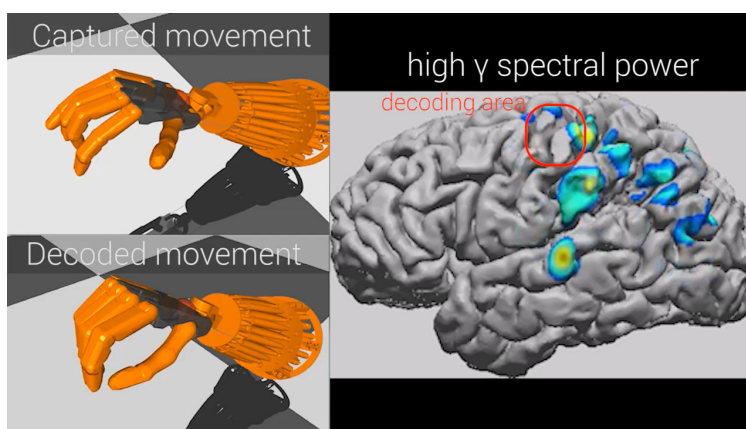 Captured movement
Decoded movement
high γ spectral power
decoding area